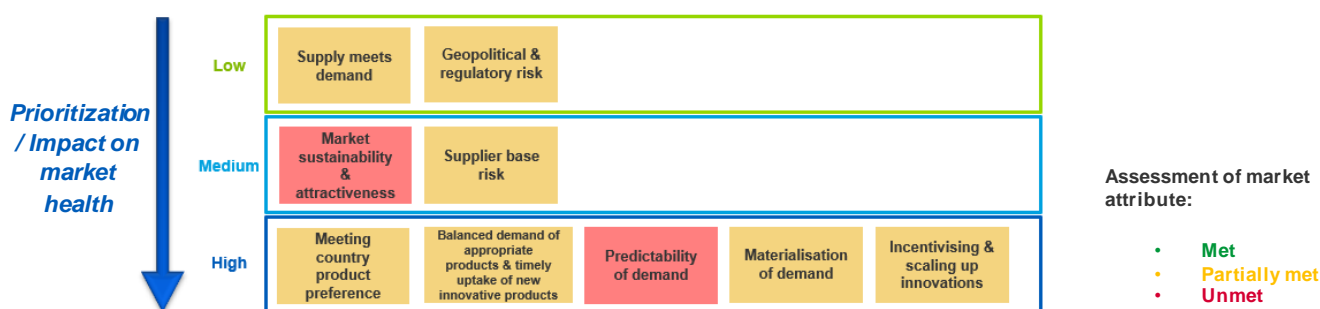 Prioritization
/ Impact on
market
health
Low
Supply meets
demand
Geopolitical &
regulatory risk
Medium
Market
sustainability
&
attractiveness
Supplier base
risk
High
Meeting
country
product
preference
Balanced demand of
appropriate
products & timely
uptake of new
innovative products
Predictability
of demand
Materialisation
of demand
Incentivising &
scaling up
innovations
Assessment of market
attribute:
• Met
• Partially met
• Unmet